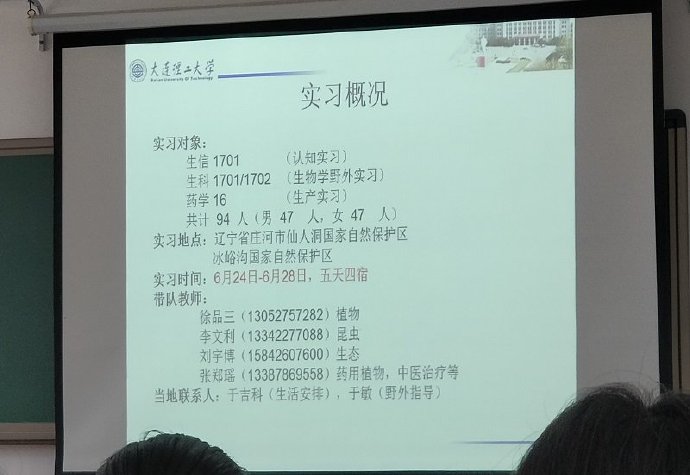 大连理工大学
Dalian University Of Technology
实习概况
实习对象：
生信 1701 （认知实习）
生科 1701/1702 （生物学野外实习）
药学 16 （生产实习）
共计 94 人（男 47 人，女 47 人）
实习地点：辽宁省庄河市仙人洞国家自然保护区
冰峪沟国家自然保护区
实习时间：6月24日-6月28日，五天四宿
带队教师：
徐品三（13052757282）植物
李文利（13342277088）昆虫
刘宇博（15842607600）生态
张郑瑶（13387869558）药用植物，中医治疗等
当地联系人：于吉科（生活安排），于敏（野外指导）